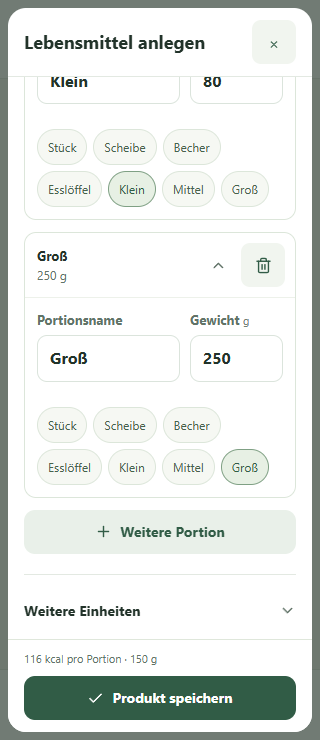 Lebensmittel anlegen
×
Klein 80
Stück Scheibe Becher
Esslöffel Klein Mittel Groß
Groß
250 g
Portionsname Gewicht g
Groß 250
Stück Scheibe Becher
Esslöffel Klein Mittel Groß
+ Weitere Portion
Weitere Einheiten
116 kcal pro Portion · 150 g
Produkt speichern